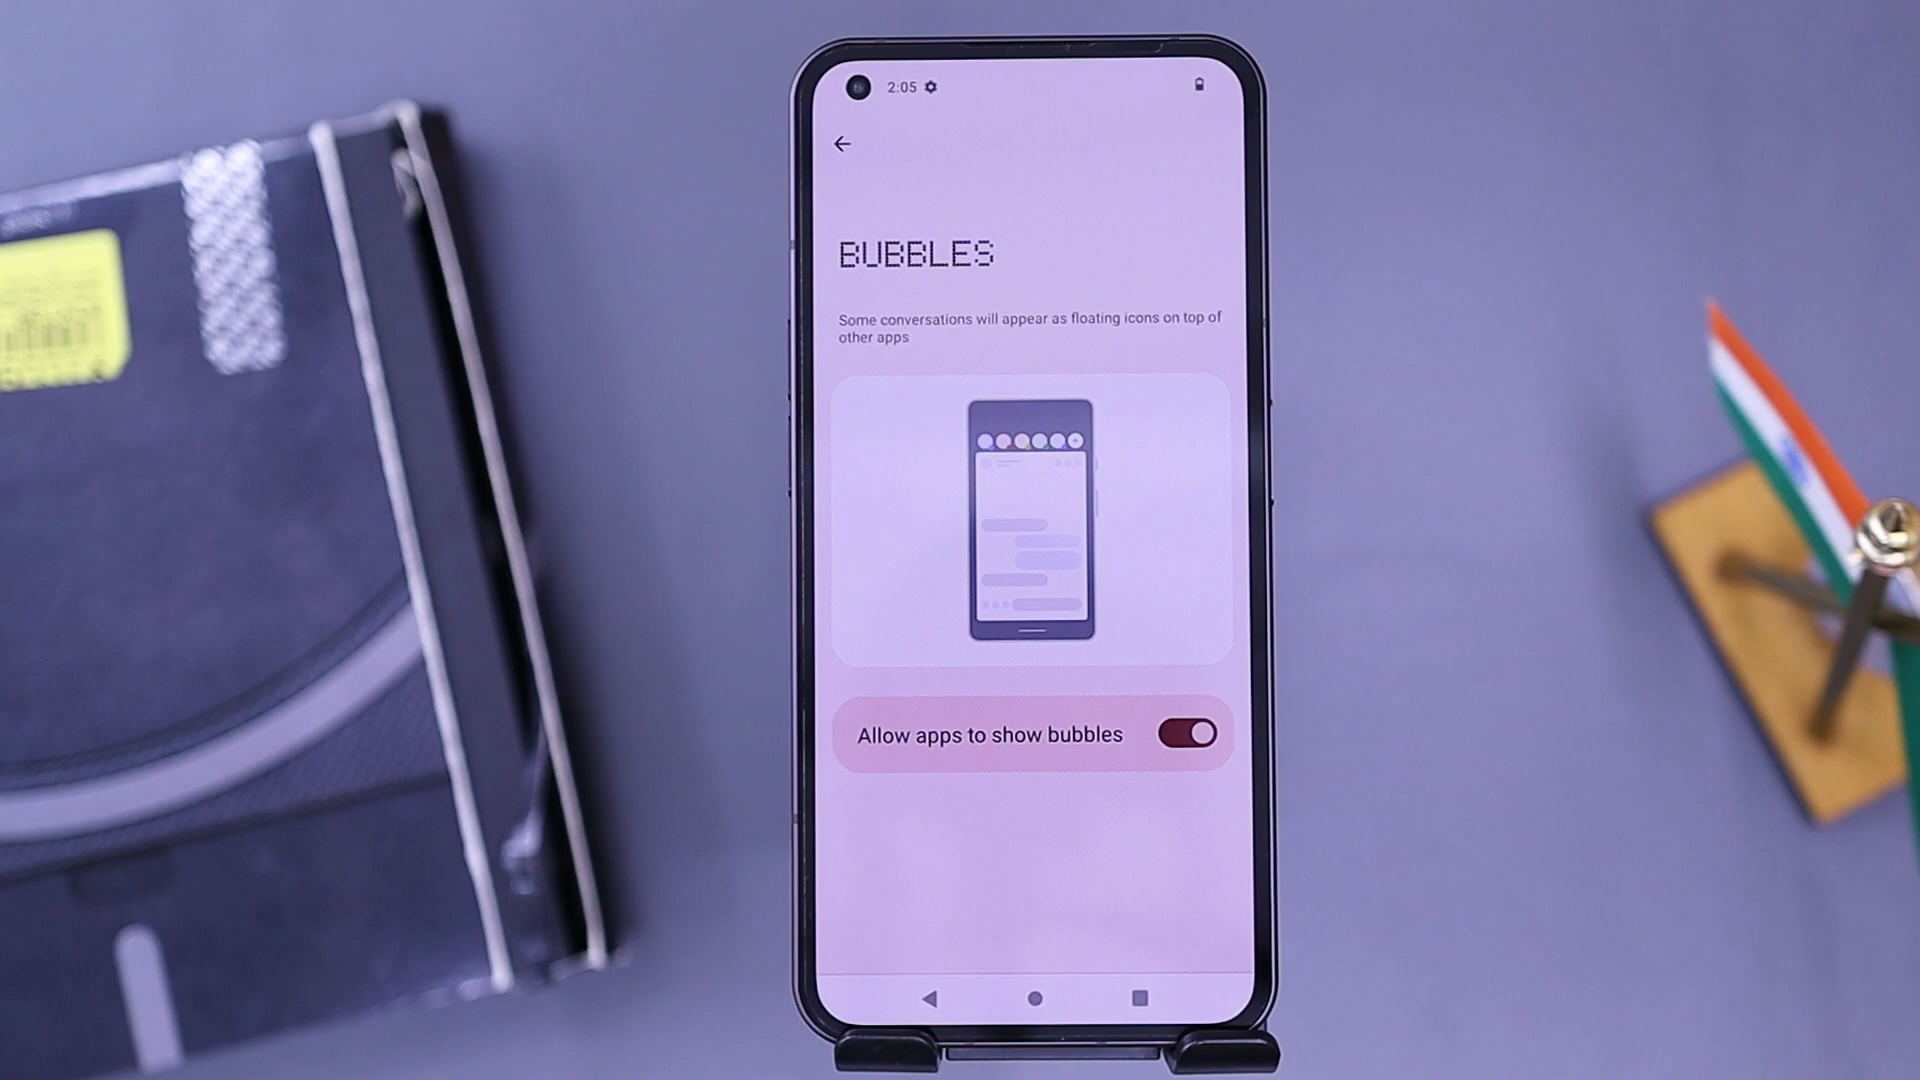 2:05
BUBBLES
Some conversations will appear as floating icons on top of
other apps
Allow apps to show bubbles